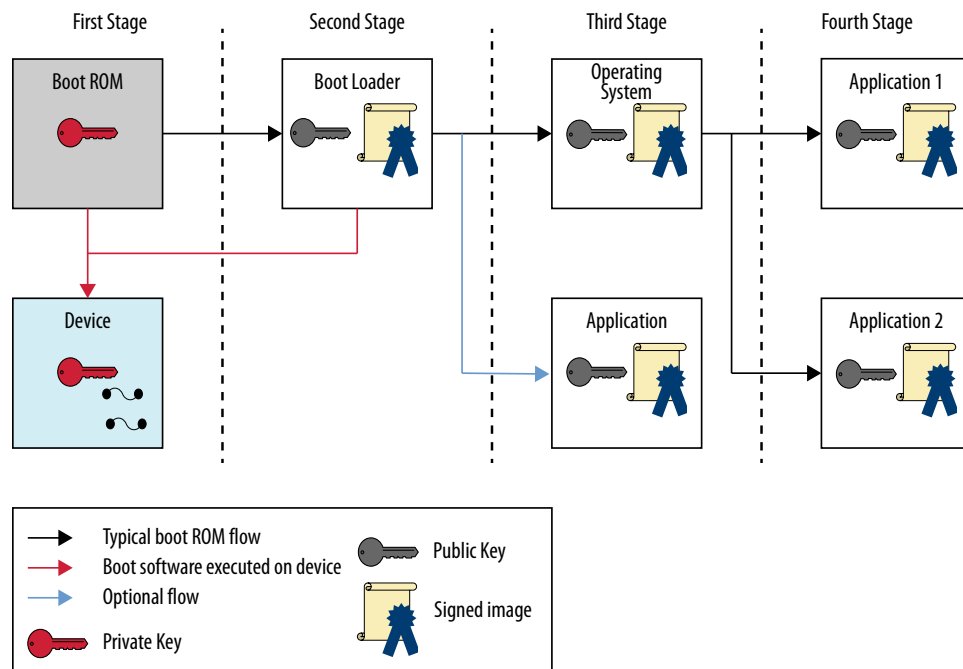 First Stage
Second Stage
Third Stage
Fourth Stage
Boot ROM
Boot Loader
Operating
System
Application 1
Device
Application
Application 2
Typical boot ROM flow
Boot software executed on device
Optional flow
Private Key
Public Key
Signed image